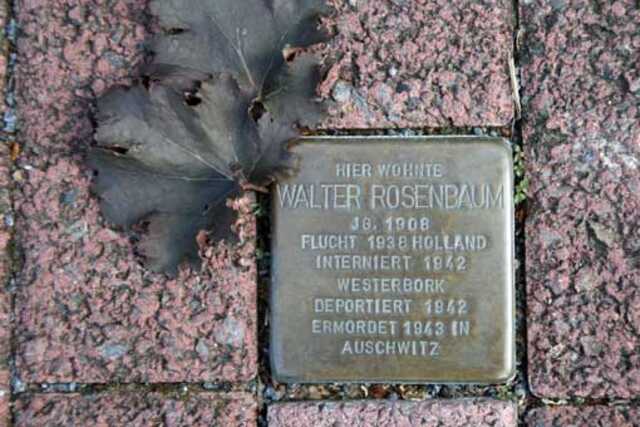 HIER WOHNTE
WALTER ROSENBAUM
JG. 1908
FLUCHT 1938 HOLLAND
INTERNIERT 1942
WESTERBORK
DEPORTIERT 1942
ERMORDET 1943 IN
AUSCHWITZ